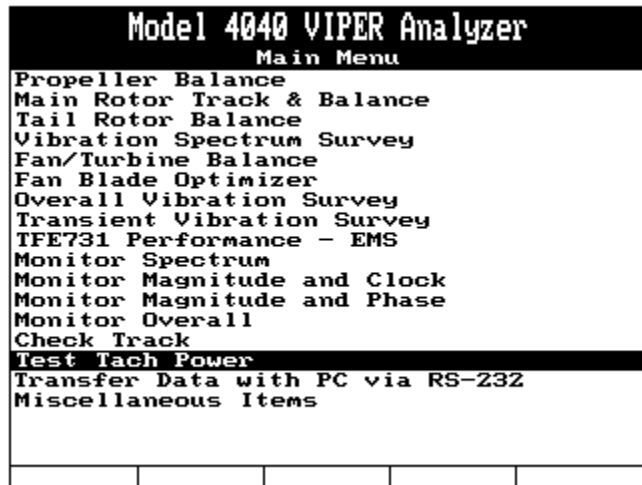 Model 4040 VIPER Analyzer
Main Menu
Propeller Balance
Main Rotor Track & Balance
Tail Rotor Balance
Vibration Spectrum Survey
Fan/Turbine Balance
Fan Blade Optimizer
Overall Vibration Survey
Transient Vibration Survey
TFE731 Performance - EMS
Monitor Spectrum
Monitor Magnitude and Clock
Monitor Magnitude and Phase
Monitor Overall
Check Track
Test Tach Power
Transfer Data with PC via RS-232
Miscellaneous Items